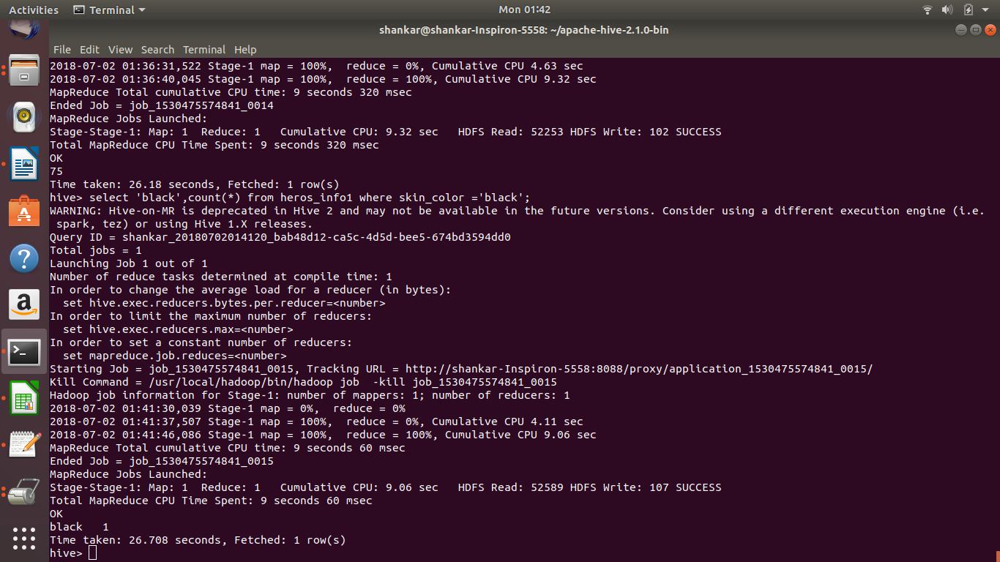 Activities Terminal Mon 01:42
shankar@shankar-Inspiron-5558: ~/apache-hive-2.1.0-bin
File Edit View Search Terminal Help
2018-07-02 01:36:31,522 Stage-1 map = 100%,  reduce = 0%, Cumulative CPU 4.63 sec
2018-07-02 01:36:40,045 Stage-1 map = 100%,  reduce = 100%, Cumulative CPU 9.32 sec
MapReduce Total cumulative CPU time: 9 seconds 320 msec
Ended Job = job_1530475574841_0014
MapReduce Jobs Launched:
Stage-Stage-1: Map: 1  Reduce: 1   Cumulative CPU: 9.32 sec   HDFS Read: 52253 HDFS Write: 102 SUCCESS
Total MapReduce CPU Time Spent: 9 seconds 320 msec
OK
75
Time taken: 26.18 seconds, Fetched: 1 row(s)
hive> select 'black',count(*) from heros_info1 where skin_color ='black';
WARNING: Hive-on-MR is deprecated in Hive 2 and may not be available in the future versions. Consider using a different execution engine (i.e.
 spark, tez) or using Hive 1.X releases.
Query ID = shankar_20180702014120_bab48d12-ca5c-4d5d-bee5-674bd3594dd0
Total jobs = 1
Launching Job 1 out of 1
Number of reduce tasks determined at compile time: 1
In order to change the average load for a reducer (in bytes):
  set hive.exec.reducers.bytes.per.reducer=<number>
In order to limit the maximum number of reducers:
  set hive.exec.reducers.max=<number>
In order to set a constant number of reducers:
  set mapreduce.job.reduces=<number>
Starting Job = job_1530475574841_0015, Tracking URL = http://shankar-Inspiron-5558:8088/proxy/application_1530475574841_0015/
Kill Command = /usr/local/hadoop/bin/hadoop job  -kill job_1530475574841_0015
Hadoop job information for Stage-1: number of mappers: 1; number of reducers: 1
2018-07-02 01:41:30,039 Stage-1 map = 0%,  reduce = 0%
2018-07-02 01:41:37,507 Stage-1 map = 100%,  reduce = 0%, Cumulative CPU 4.11 sec
2018-07-02 01:41:46,086 Stage-1 map = 100%,  reduce = 100%, Cumulative CPU 9.06 sec
MapReduce Total cumulative CPU time: 9 seconds 60 msec
Ended Job = job_1530475574841_0015
MapReduce Jobs Launched:
Stage-Stage-1: Map: 1  Reduce: 1   Cumulative CPU: 9.06 sec   HDFS Read: 52589 HDFS Write: 107 SUCCESS
Total MapReduce CPU Time Spent: 9 seconds 60 msec
OK
black   1
Time taken: 26.708 seconds, Fetched: 1 row(s)
hive>